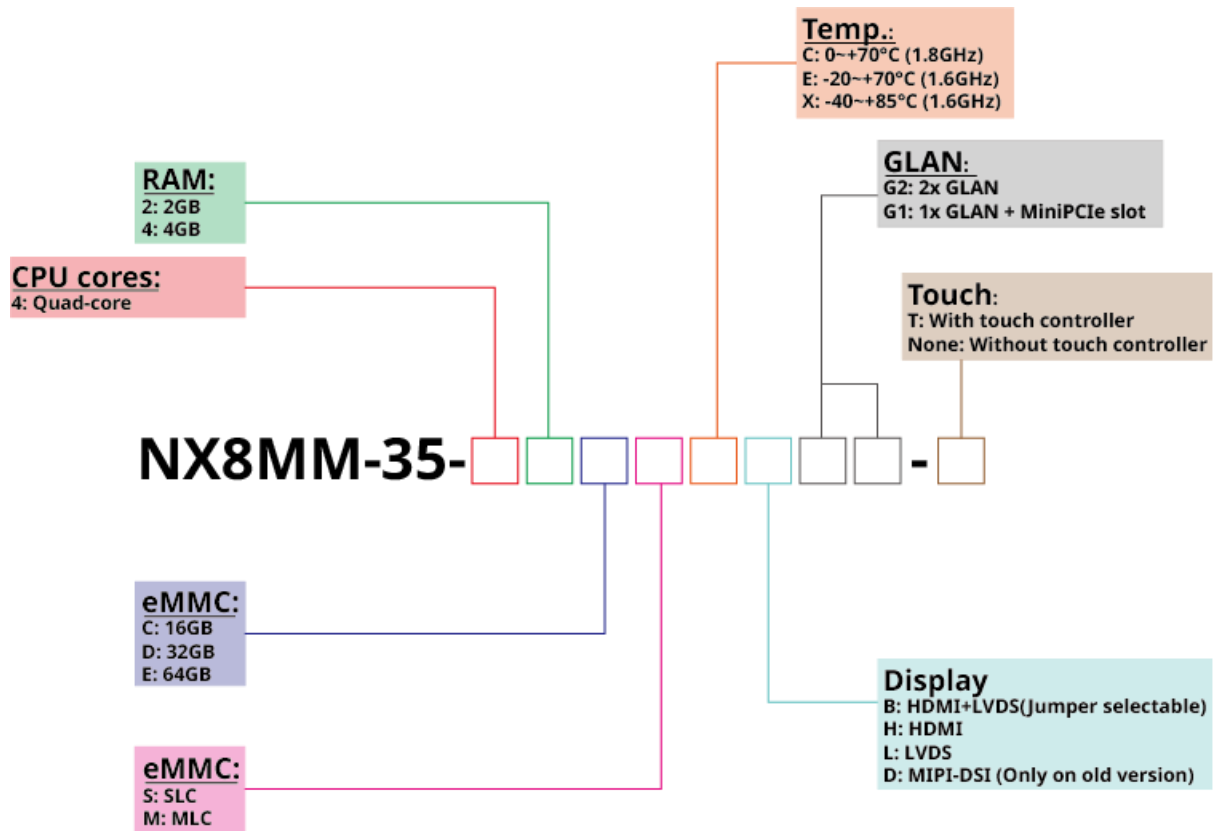 Temp.:
C: 0~+70°C (1.8GHz)
E: -20~+70°C (1.6GHz)
X: -40~+85°C (1.6GHz)
GLAN:
G2: 2x GLAN
G1: 1x GLAN + MiniPCIe slot
RAM:
2: 2GB
4: 4GB
CPU cores:
4: Quad-core
Touch:
T: With touch controller
None: Without touch controller
NX8MM-35- -
eMMC:
C: 16GB
D: 32GB
E: 64GB
Display
B: HDMI+LVDS(Jumper selectable)
H: HDMI
L: LVDS
D: MIPI-DSI (Only on old version)
eMMC:
S: SLC
M: MLC